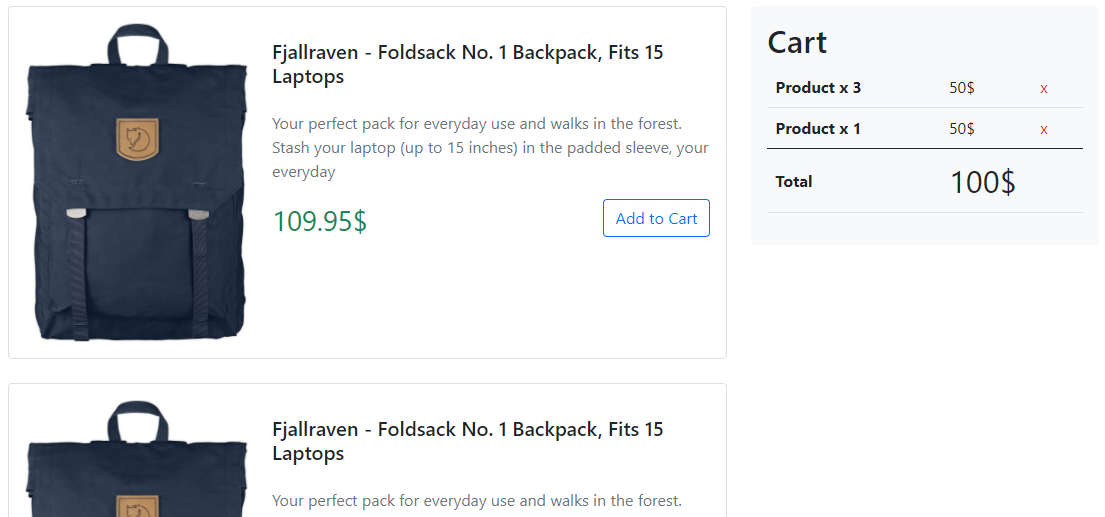 Fjallraven - Foldsack No. 1 Backpack, Fits 15
Laptops
Your perfect pack for everyday use and walks in the forest.
Stash your laptop (up to 15 inches) in the padded sleeve, your
everyday
109.95$ Add to Cart
Fjallraven - Foldsack No. 1 Backpack, Fits 15
Laptops
Your perfect pack for everyday use and walks in the forest.
Cart
Product x 3 50$ x
Product x 1 50$ x
Total 100$